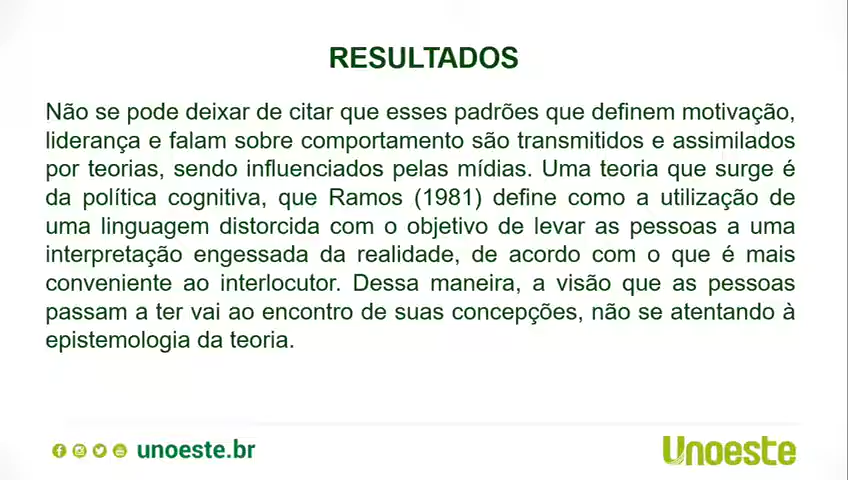 RESULTADOS
Não se pode deixar de citar que esses padrões que definem motivação,
liderança e falam sobre comportamento são transmitidos e assimilados
por teorias, sendo influenciados pelas mídias. Uma teoria que surge é
da política cognitiva, que Ramos (1981) define como a utilização de
uma linguagem distorcida com o objetivo de levar as pessoas a uma
interpretação engessada da realidade, de acordo com o que é mais
conveniente ao interlocutor. Dessa maneira, a visão que as pessoas
passam a ter vai ao encontro de suas concepções, não se atentando à
epistemologia da teoria.
unoeste.br
Unoeste